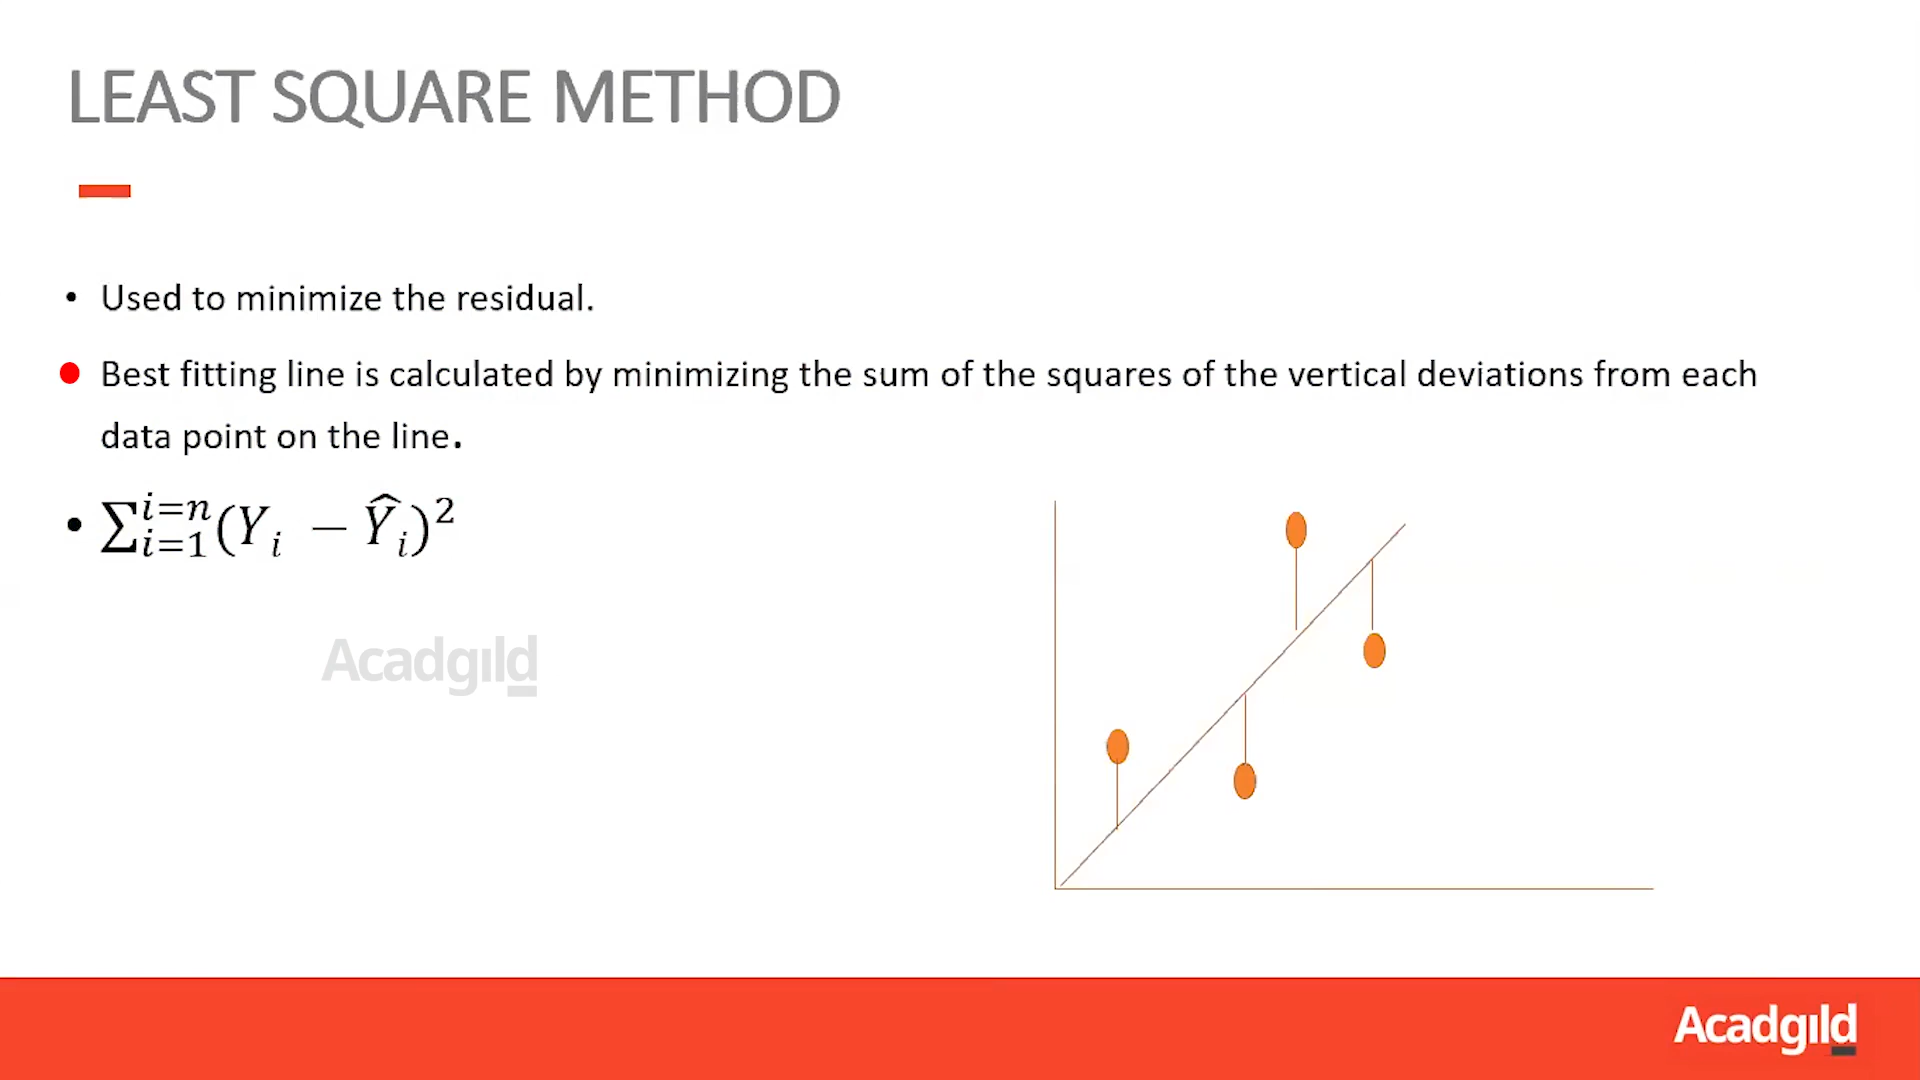 LEAST SQUARE METHOD
• Used to minimize the residual.
• Best fitting line is calculated by minimizing the sum of the squares of the vertical deviations from each
data point on the line.
• ∑_{i=1}^{i=n}(Y_i − Ŷ_i)^2
Acadgild
Acadgild